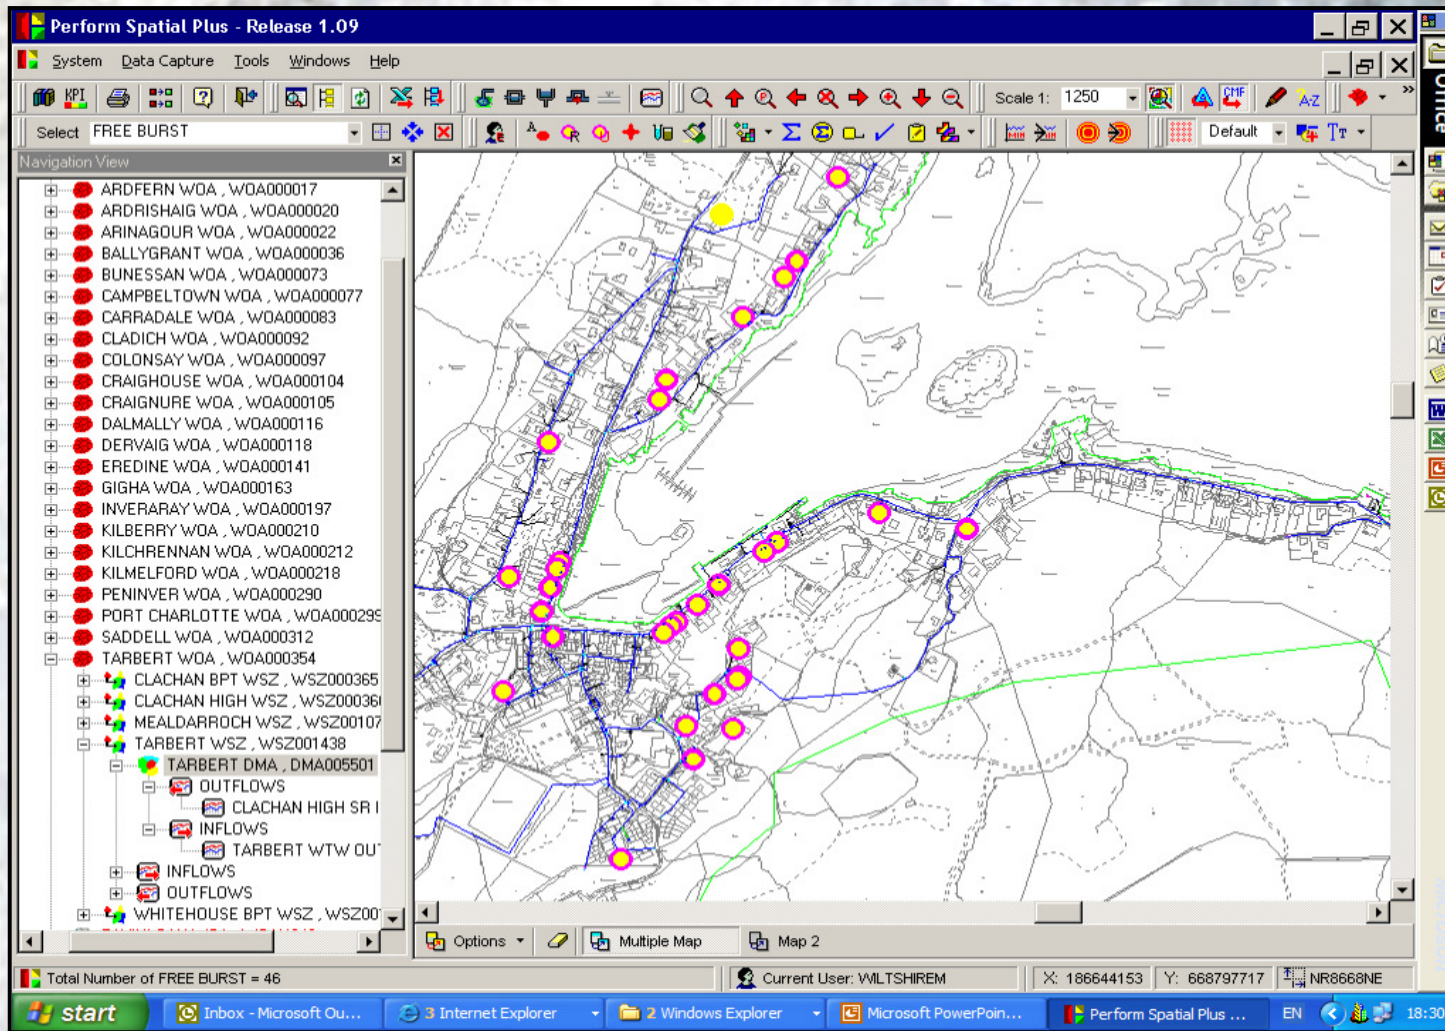 Perform Spatial Plus - Release 1.09
System Data Capture Tools Windows Help
KPI Scale 1: 1250 CMF A-Z
Select FREE BURST Default
Office
Navigation View
ARDFERN WOA , WOA000017
ARDRISHAIG WOA , WOA000020
ARINAGOUR WOA , WOA000022
BALLYGRANT WOA , WOA000036
BUNESSAN WOA , WOA000073
CAMPBELTOWN WOA , WOA000077
CARRADALE WOA , WOA000083
CLADICH WOA , WOA000092
COLONSAY WOA , WOA000097
CRAIGHOUSE WOA , WOA000104
CRAIGNURE WOA , WOA000105
DALMALLY WOA , WOA000116
DERVAIG WOA , WOA000118
EREDINE WOA , WOA000141
GIGHA WOA , WOA000163
INVERARAY WOA , WOA000197
KILBERRY WOA , WOA000210
KILCHRENNAN WOA , WOA000212
KILMELFORD WOA , WOA000218
PENINVER WOA , WOA000290
PORT CHARLOTTE WOA , WOA000299
SADDELL WOA , WOA000312
TARBERT WOA , WOA000354
CLACHAN BPT WSZ , WSZ000365
CLACHAN HIGH WSZ , WSZ00036
MEALDARROCH WSZ , WSZ00107
TARBERT WSZ , WSZ001438
TARBERT DMA , DMA005501
OUTFLOWS
CLACHAN HIGH SR I
INFLOWS
TARBERT WTW OU
INFLOWS
OUTFLOWS
WHITEHOUSE BPT WSZ , WSZ00
Options Multiple Map Map 2
Total Number of FREE BURST = 46 Current User: WILTSHIREM X: 186644153 Y: 668797717 NR8668NE
start Inbox - Microsoft Ou... 3 Internet Explorer 2 Windows Explorer Microsoft PowerPoin... Perform Spatial Plus ... EN 18:30